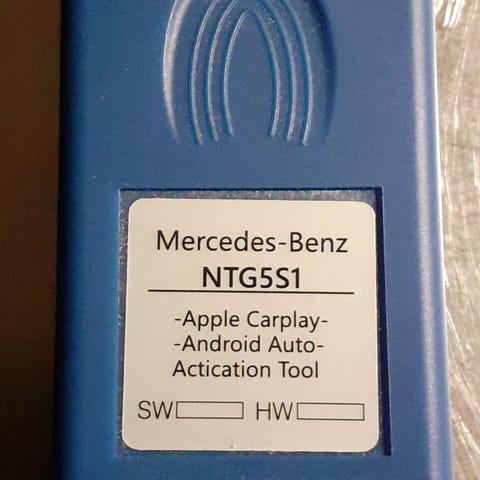 Mercedes-Benz
NTG5S1
-Apple Carplay-
-Android Auto-
Actication Tool
SW HW